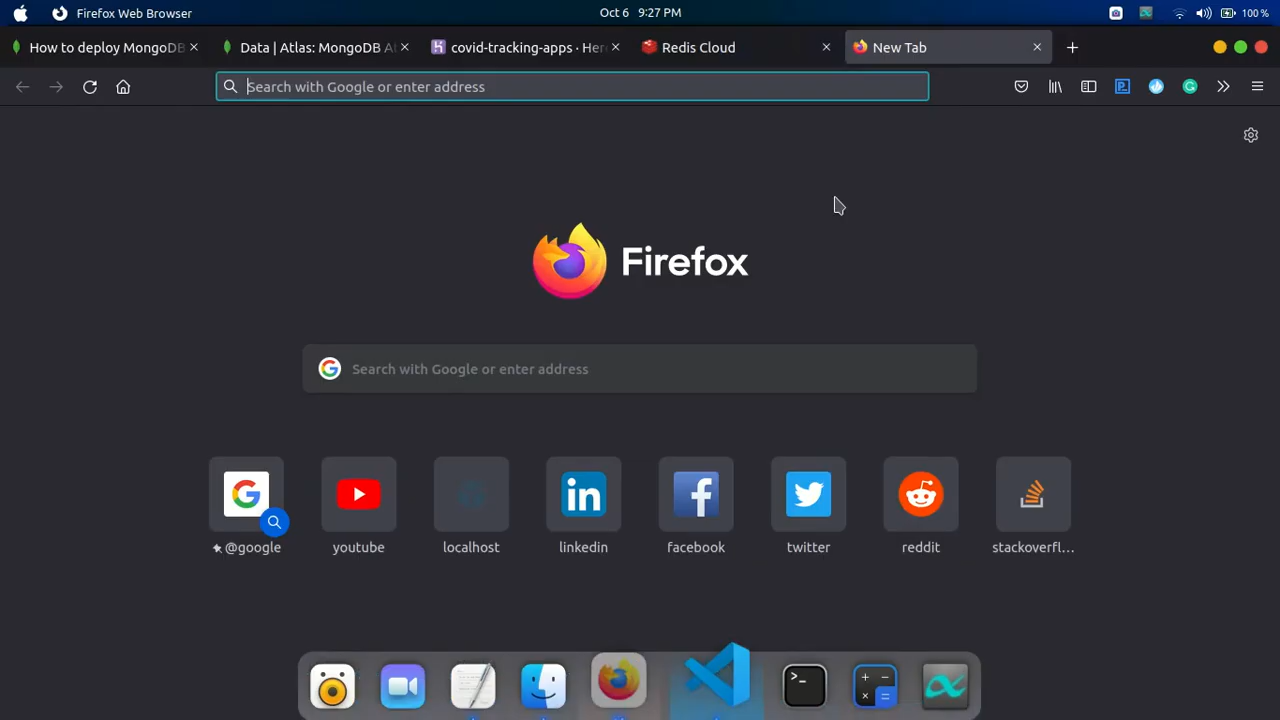 Firefox Web Browser
Oct 6 9:27 PM
100 %
How to deploy MongoDB
Data | Atlas: MongoDB A
covid-tracking-apps · Her
Redis Cloud
New Tab
Search with Google or enter address
Firefox
Search with Google or enter address
@google
youtube
localhost
linkedin
facebook
twitter
reddit
stackoverfl...